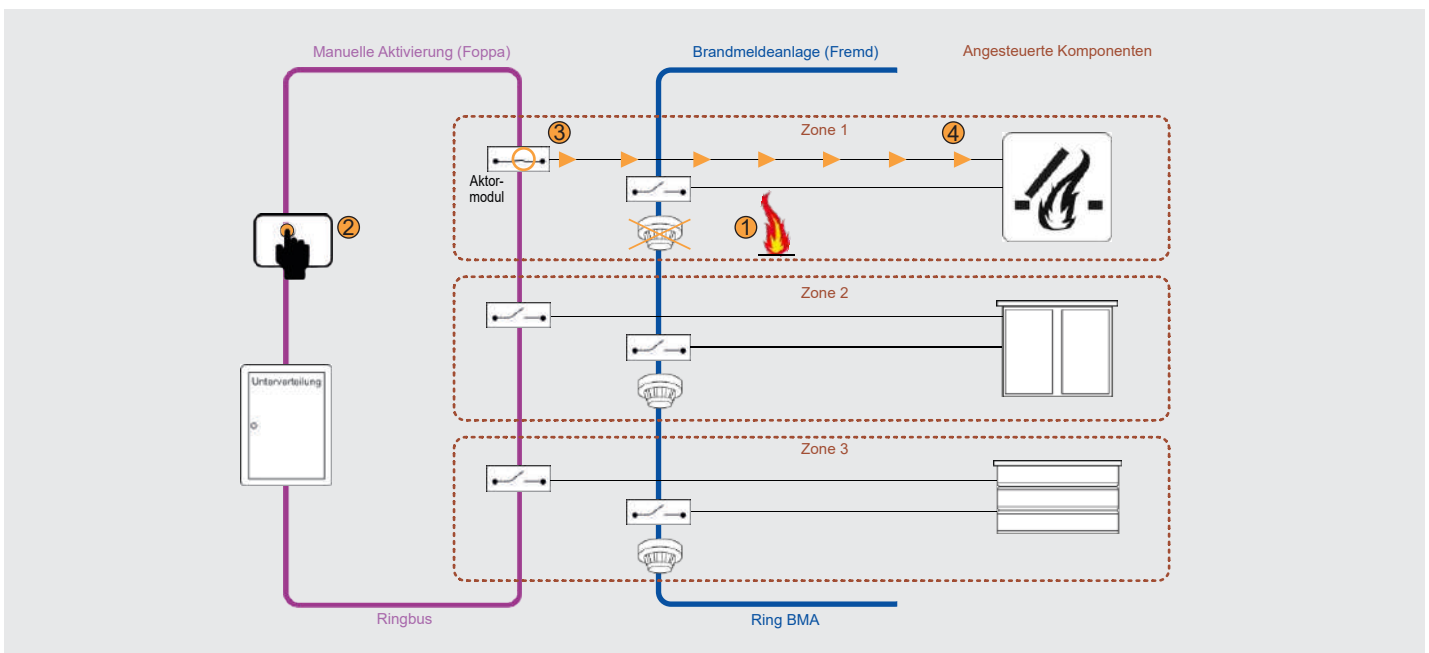 Manuelle Aktivierung (Foppa)
Brandmeldeanlage (Fremd)
Angesteuerte Komponenten
Zone 1
3
4
Aktor-
modul
2
1
Zone 2
Unterverteilung
Zone 3
Ringbus
Ring BMA